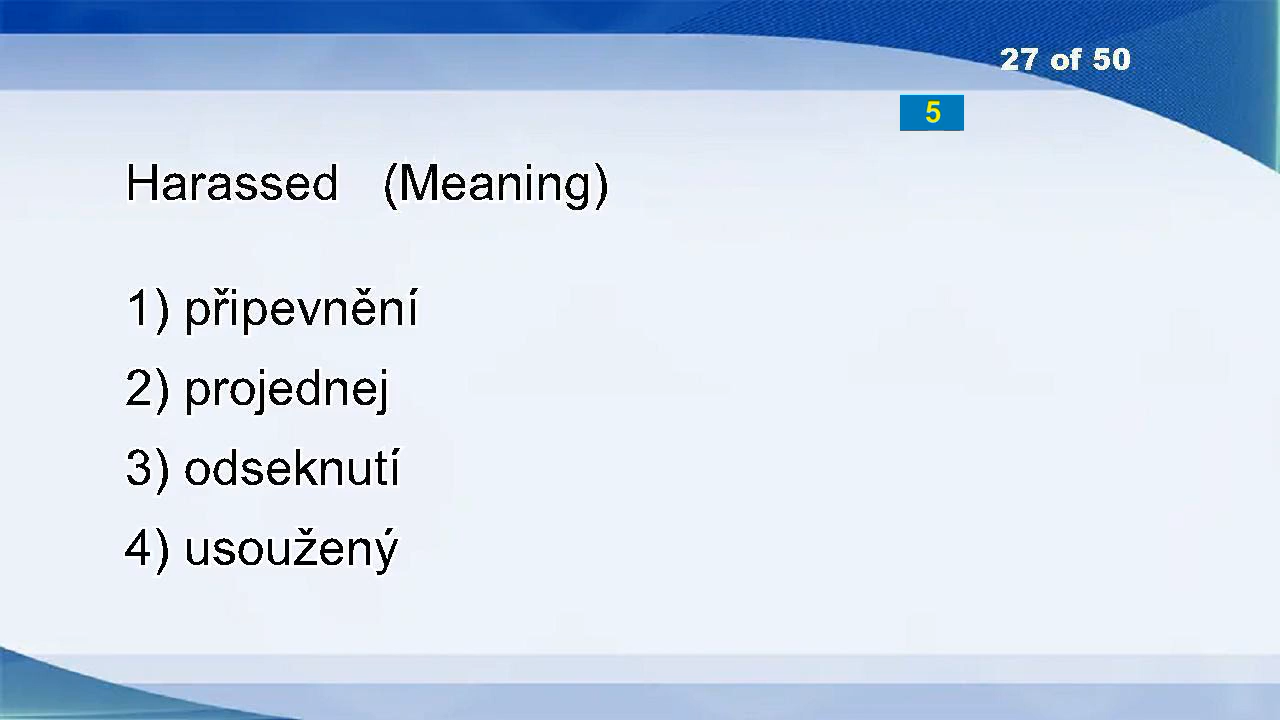 27 of 50
5
Harassed (Meaning)
1) připevnění
2) projednej
3) odseknutí
4) usoužený